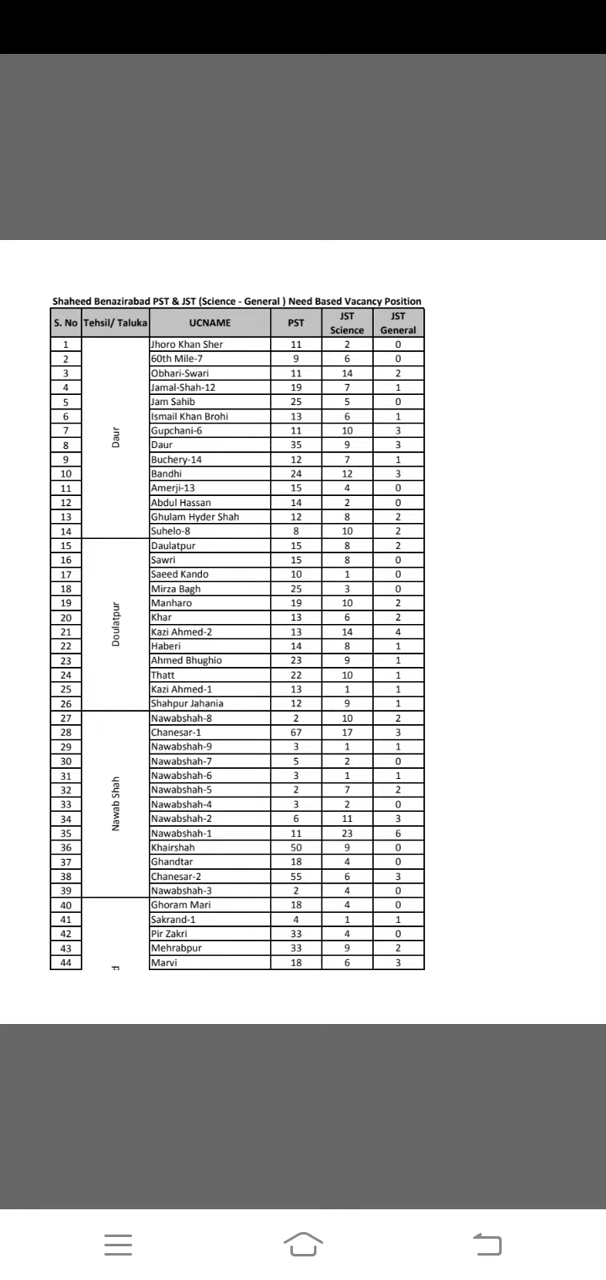 Shaheed Benazirabad PST & JST (Science - General ) Need Based Vacancy Position
S. No Tehsil/ Taluka UCNAME PST JST Science JST General
Daur
1 Jhoro Khan Sher 11 2 0
2 60th Mile-7 9 6 0
3 Obhari-Swari 11 14 2
4 Jamal-Shah-12 19 7 1
5 Jam Sahib 25 5 0
6 Ismail Khan Brohi 13 6 1
7 Gupchani-6 11 10 3
8 Daur 35 9 3
9 Buchery-14 12 7 1
10 Bandhi 24 12 3
11 Amerji-13 15 4 0
12 Abdul Hassan 14 2 0
13 Ghulam Hyder Shah 12 8 2
14 Suhelo-8 8 10 2
Doulatpur
15 Daulatpur 15 8 2
16 Sawri 15 8 0
17 Saeed Kando 10 1 0
18 Mirza Bagh 25 3 0
19 Manharo 19 10 2
20 Khar 13 6 2
21 Kazi Ahmed-2 13 14 4
22 Haberi 14 8 1
23 Ahmed Bhughio 23 9 1
24 Thatt 22 10 1
25 Kazi Ahmed-1 13 1 1
26 Shahpur Jahania 12 9 1
Nawab Shah
27 Nawabshah-8 2 10 2
28 Chanesar-1 67 17 3
29 Nawabshah-9 3 1 1
30 Nawabshah-7 5 2 0
31 Nawabshah-6 3 1 1
32 Nawabshah-5 2 7 2
33 Nawabshah-4 3 2 0
34 Nawabshah-2 6 11 3
35 Nawabshah-1 11 23 6
36 Khairshah 50 9 0
37 Ghandtar 18 4 0
38 Chanesar-2 55 6 3
39 Nawabshah-3 2 4 0
40 Ghoram Mari 18 4 0
41 Sakrand-1 4 1 1
42 Pir Zakri 33 4 0
43 Mehrabpur 33 9 2
44 Marvi 18 6 3